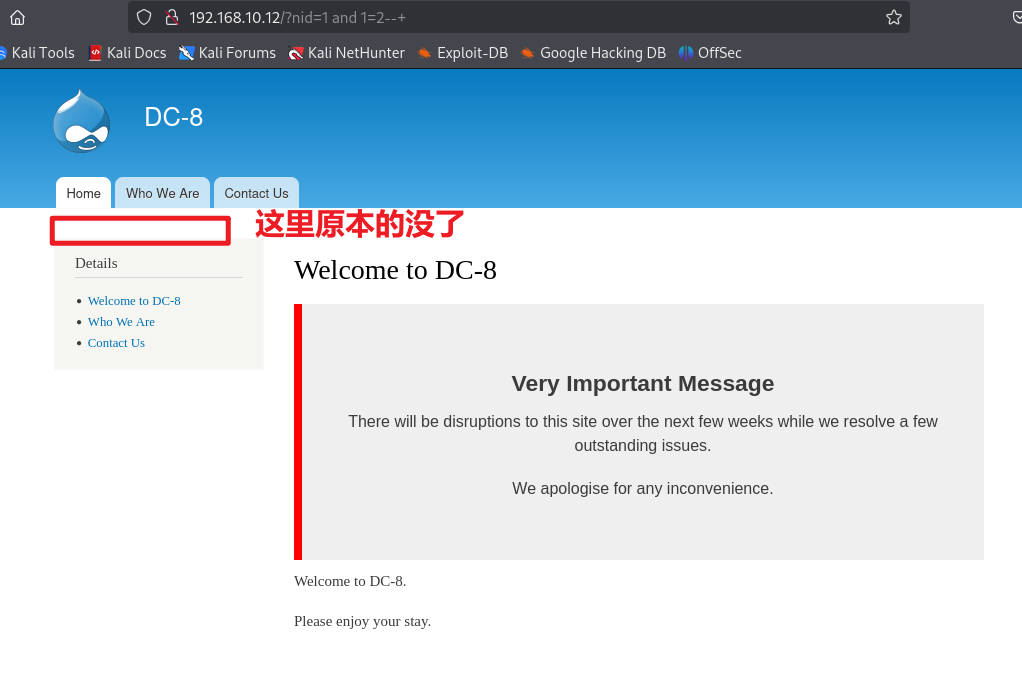 192.168.10.12/?nid=1 and 1=2--+
Kali Tools Kali Docs Kali Forums Kali NetHunter Exploit-DB Google Hacking DB OffSec
DC-8
Home Who We Are Contact Us
这里原本的没了
Details
Welcome to DC-8
Who We Are
Contact Us
Welcome to DC-8
Very Important Message
There will be disruptions to this site over the next few weeks while we resolve a few
outstanding issues.
We apologise for any inconvenience.
Welcome to DC-8.
Please enjoy your stay.